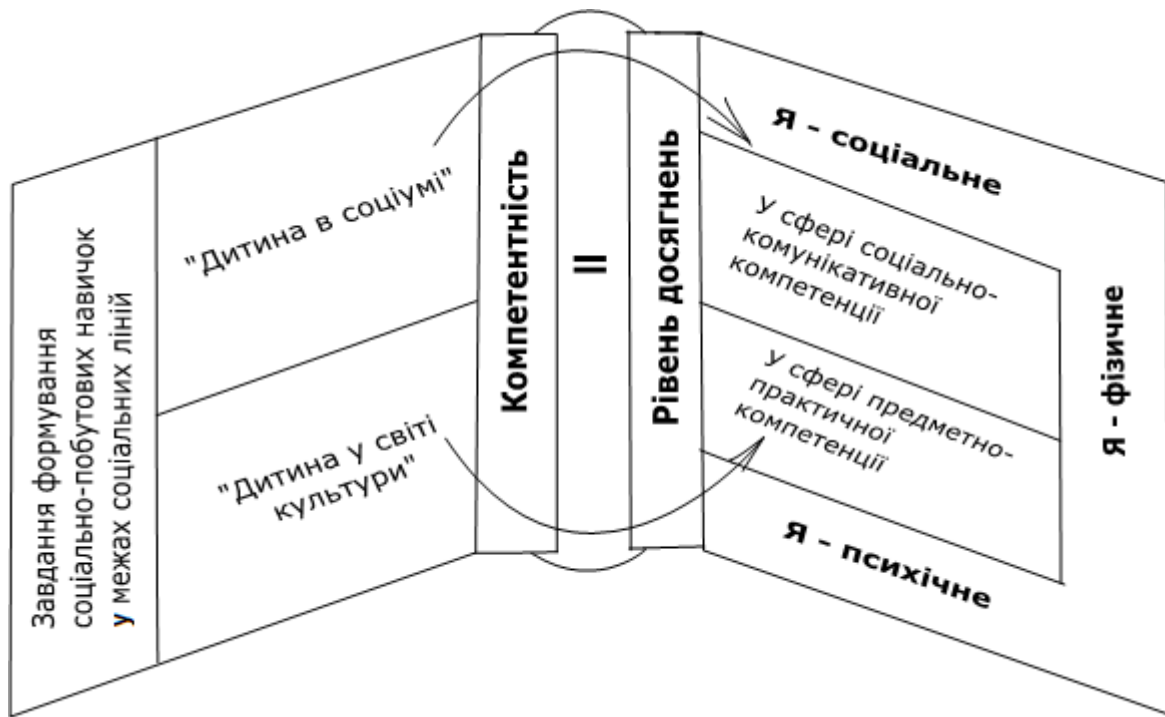 Завдання формування
соціально-побутових навичок
у межах соціальних ліній
"Дитина в соціумі"
"Дитина у світі
культури"
Компетентність
=
Рівень досягнень
Я - соціальне
У сфері соціально-
комунікативної
компетенції
У сфері предметно-
практичної
компетенції
Я - психічне
Я - фізичне